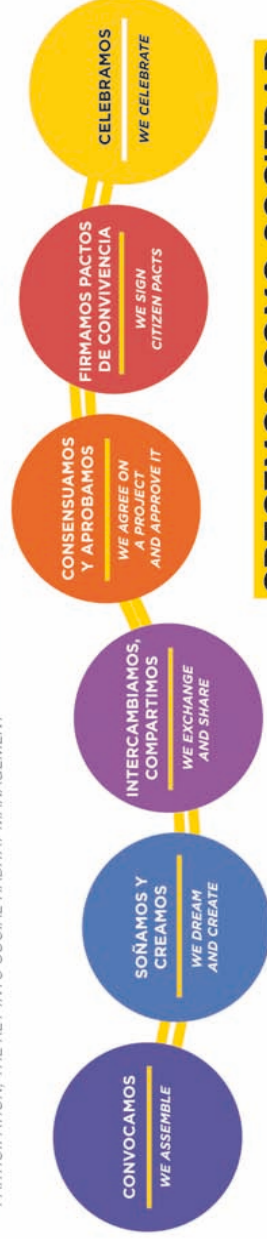 CONVOCAMOS
WE ASSEMBLE
SOÑAMOS Y
CREAMOS
WE DREAM
AND CREATE
INTERCAMBIAMOS,
COMPARTIMOS
WE EXCHANGE
AND SHARE
CONSENSUAMOS
Y APROBAMOS
WE AGREE ON
A PROJECT
AND APPROVE IT
FIRMAMOS PACTOS
DE CONVIVENCIA
WE SIGN
CITIZEN PACTS
CELEBRAMOS
WE CELEBRATE